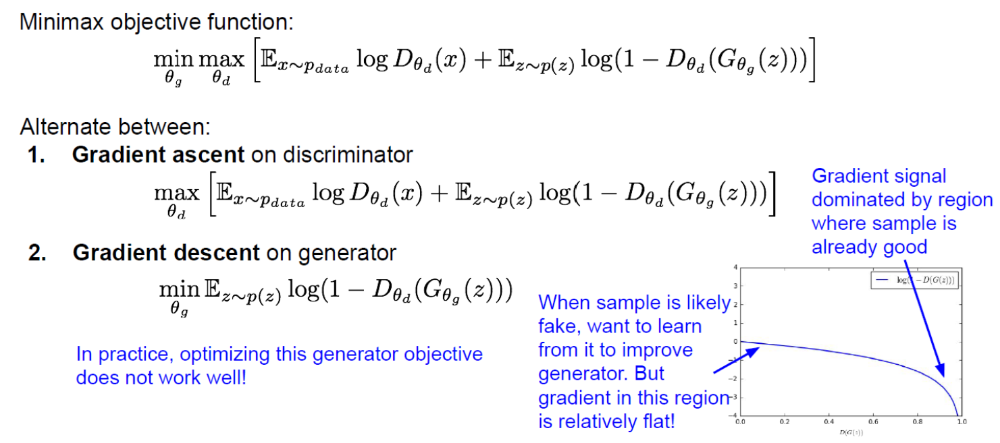 Minimax objective function:
$\min_{\theta_g} \max_{\theta_d} \left[ \mathbb{E}_{x \sim p_{data}} \log D_{\theta_d}(x) + \mathbb{E}_{z \sim p(z)} \log(1 - D_{\theta_d}(G_{\theta_g}(z))) \right]$
Alternate between:
1. Gradient ascent on discriminator
$\max_{\theta_d} \left[ \mathbb{E}_{x \sim p_{data}} \log D_{\theta_d}(x) + \mathbb{E}_{z \sim p(z)} \log(1 - D_{\theta_d}(G_{\theta_g}(z))) \right]$
2. Gradient descent on generator
$\min_{\theta_g} \mathbb{E}_{z \sim p(z)} \log(1 - D_{\theta_d}(G_{\theta_g}(z)))$
In practice, optimizing this generator objective
does not work well!
When sample is likely
fake, want to learn
from it to improve
generator. But
gradient in this region
is relatively flat!
Gradient signal
dominated by region
where sample is
already good
log(1 − D(G(z)))
4
3
2
1
0
−1
−2
−3
−4
0.0 0.2 0.4 0.6 0.8 1.0
D(G(z))